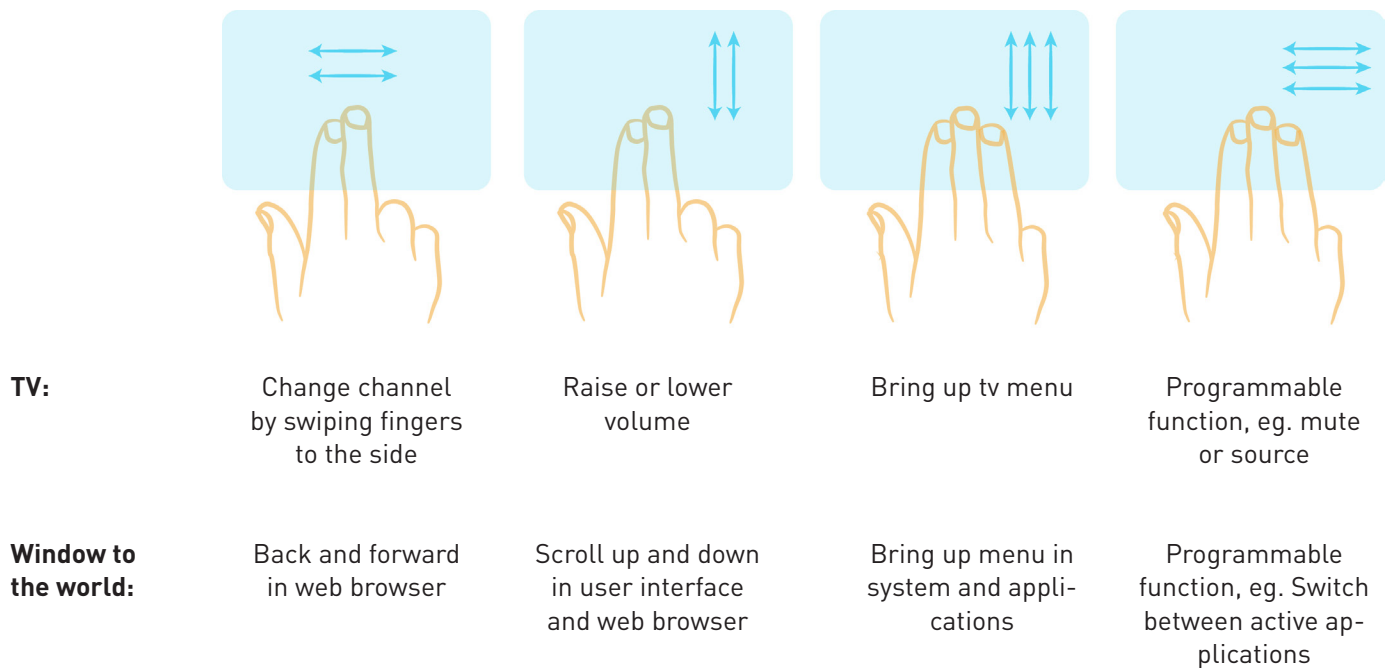 TV:
Change channel
by swiping fingers
to the side
Raise or lower
volume
Bring up tv menu
Programmable
function, eg. mute
or source
Window to
the world:
Back and forward
in web browser
Scroll up and down
in user interface
and web browser
Bring up menu in
system and appli-
cations
Programmable
function, eg. Switch
between active ap-
plications